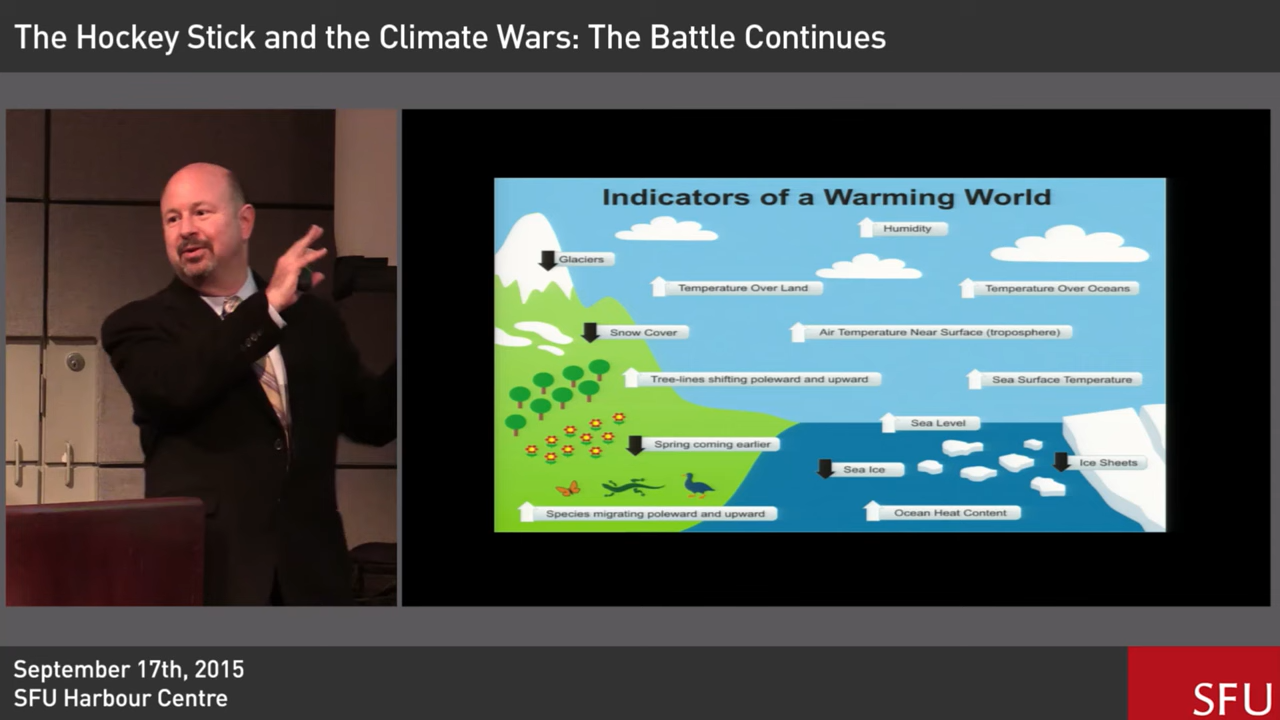 The Hockey Stick and the Climate Wars: The Battle Continues
Indicators of a Warming World
Humidity
Glaciers
Temperature Over Land
Temperature Over Oceans
Snow Cover
Air Temperature Near Surface (troposphere)
Tree-lines shifting poleward and upward
Sea Surface Temperature
Sea Level
Spring coming earlier
Sea Ice
Ice Sheets
Species migrating poleward and upward
Ocean Heat Content
September 17th, 2015
SFU Harbour Centre
SFU